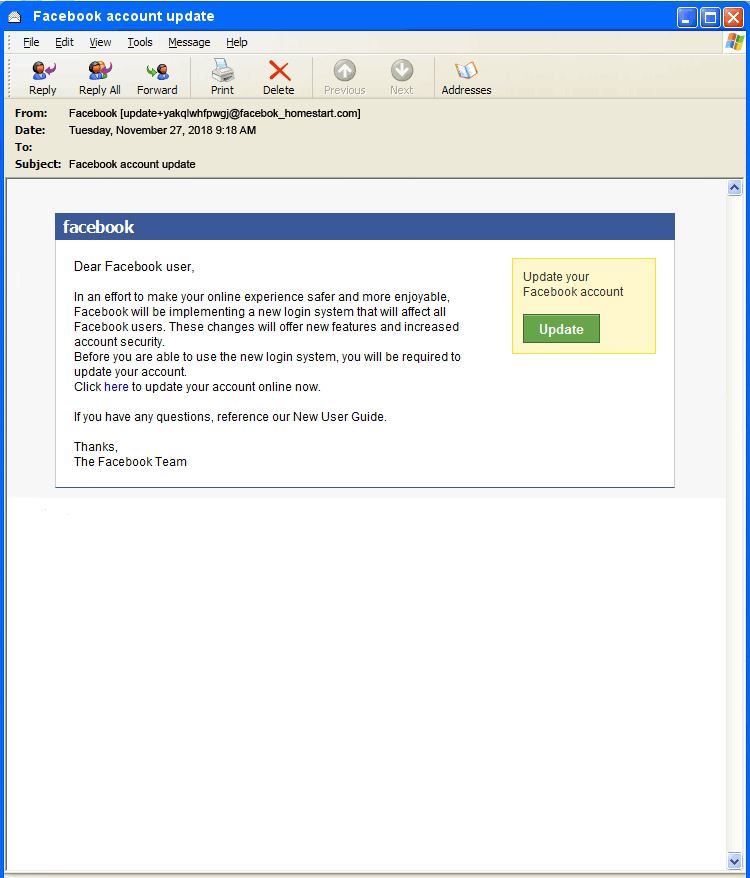 Facebook account update
File Edit View Tools Message Help
Reply Reply All Forward Print Delete Previous Next Addresses
From: Facebook [update+yakqlwhfpwgj@facebok_homestart.com]
Date: Tuesday, November 27, 2018 9:18 AM
To:
Subject: Facebook account update
facebook
Dear Facebook user,
In an effort to make your online experience safer and more enjoyable,
Facebook will be implementing a new login system that will affect all
Facebook users. These changes will offer new features and increased
account security.
Before you are able to use the new login system, you will be required to
update your account.
Click here to update your account online now.
If you have any questions, reference our New User Guide.
Thanks,
The Facebook Team
Update your
Facebook account
Update